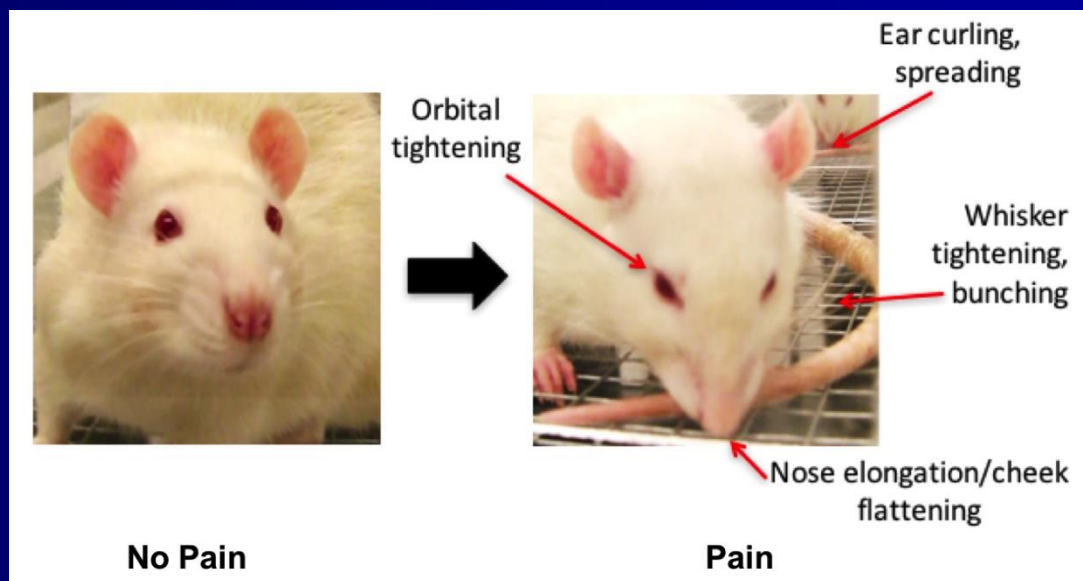 Ear curling,
spreading
Orbital
tightening
Whisker
tightening,
bunching
Nose elongation/cheek
flattening
No Pain
Pain